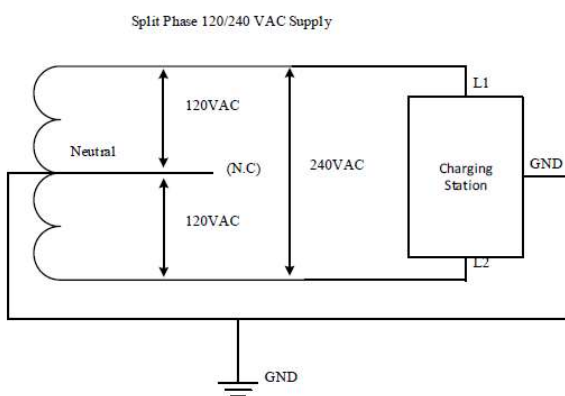 Split Phase 120/240 VAC Supply
L1
120VAC
Neutral
(N.C)
240VAC
Charging
Station
GND
120VAC
L2
GND